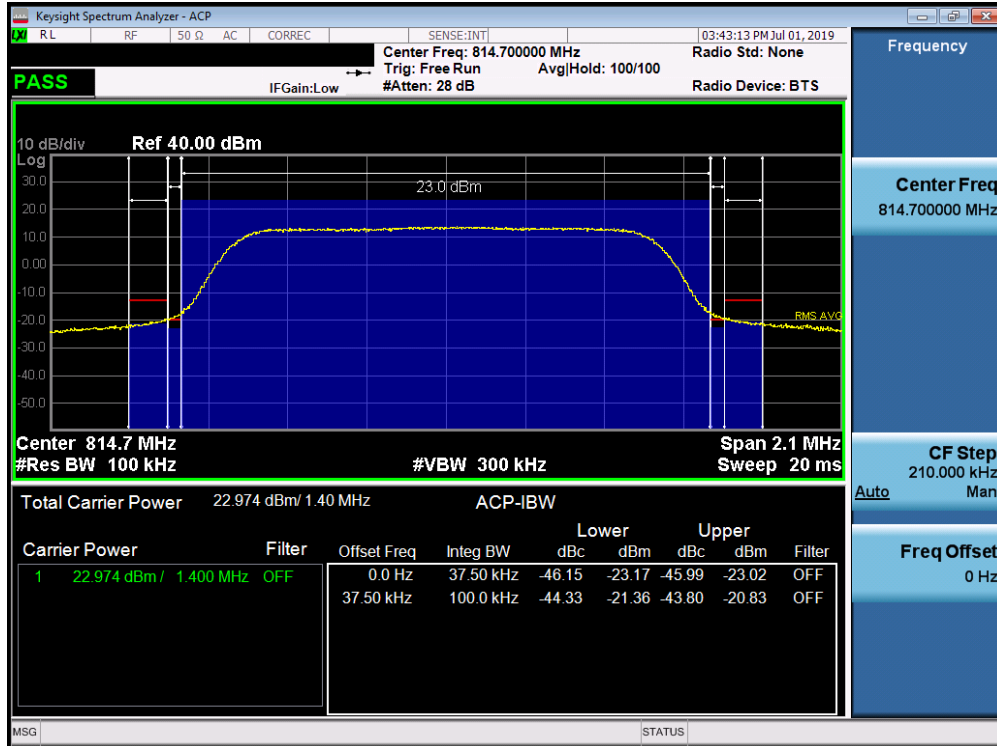 Keysight Spectrum Analyzer - ACP
LXI RL RF 50 Ω AC CORREC SENSE:INT 03:43:13 PM Jul 01, 2019
Center Freq: 814.700000 MHz Radio Std: None
Trig: Free Run Avg|Hold: 100/100
PASS IFGain:Low #Atten: 28 dB Radio Device: BTS
10 dB/div Ref 40.00 dBm
Log
30.0
23.0 dBm
20.0
10.0
0.00
-10.0
-20.0
RMS AVG
-30.0
-40.0
-50.0
Center 814.7 MHz Span 2.1 MHz
#Res BW 100 kHz #VBW 300 kHz Sweep 20 ms
Total Carrier Power 22.974 dBm/ 1.40 MHz ACP-IBW
Lower Upper
Carrier Power Filter Offset Freq Integ BW dBc dBm dBc dBm Filter
1 22.974 dBm / 1.400 MHz OFF 0.0 Hz 37.50 kHz -46.15 -23.17 -45.99 -23.02 OFF
37.50 kHz 100.0 kHz -44.33 -21.36 -43.80 -20.83 OFF
MSG STATUS
Frequency
Center Freq
814.700000 MHz
CF Step
210.000 kHz
Auto Man
Freq Offset
0 Hz